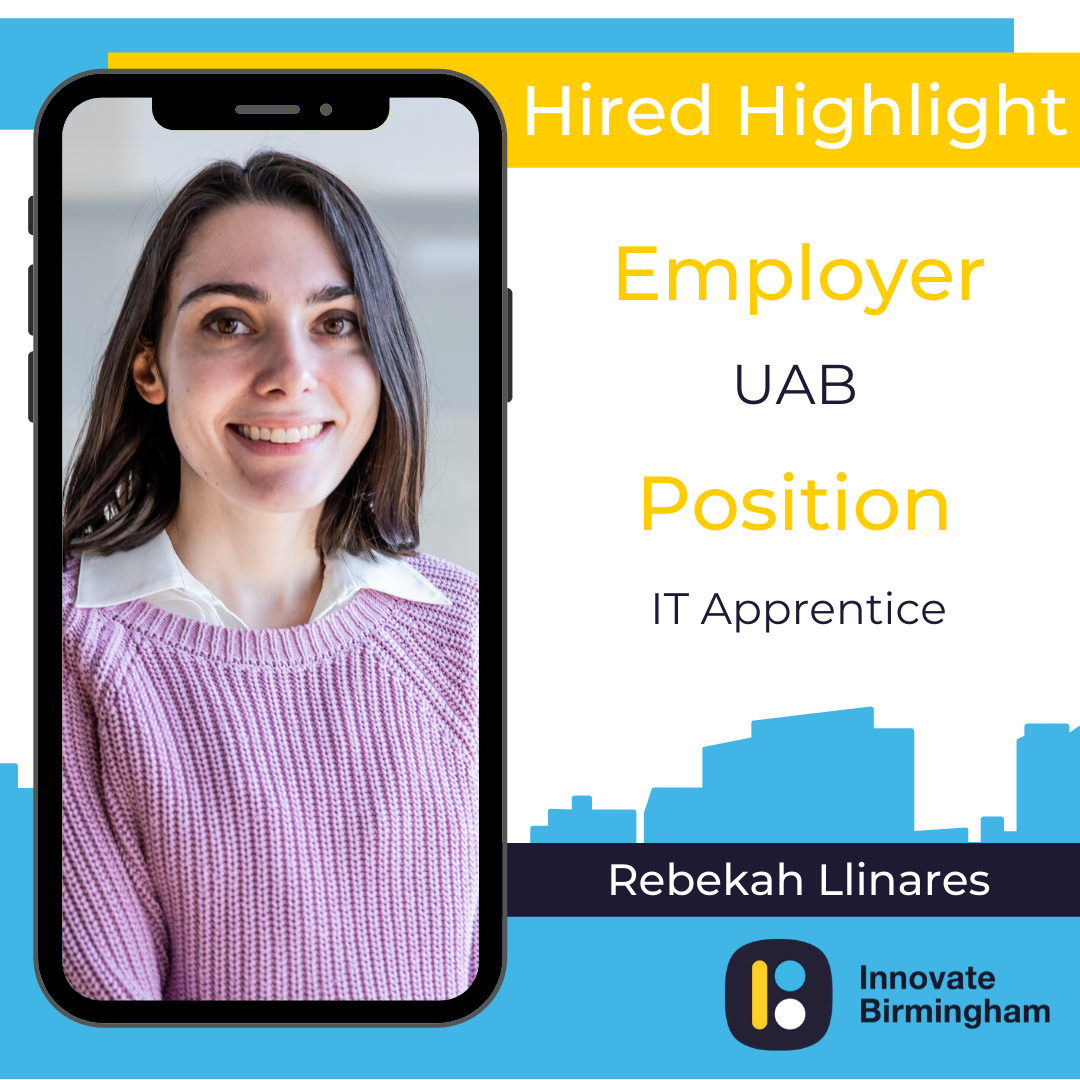 Hired Highlight
Employer
UAB
Position
IT Apprentice
Rebekah Llinares
Innovate
Birmingham